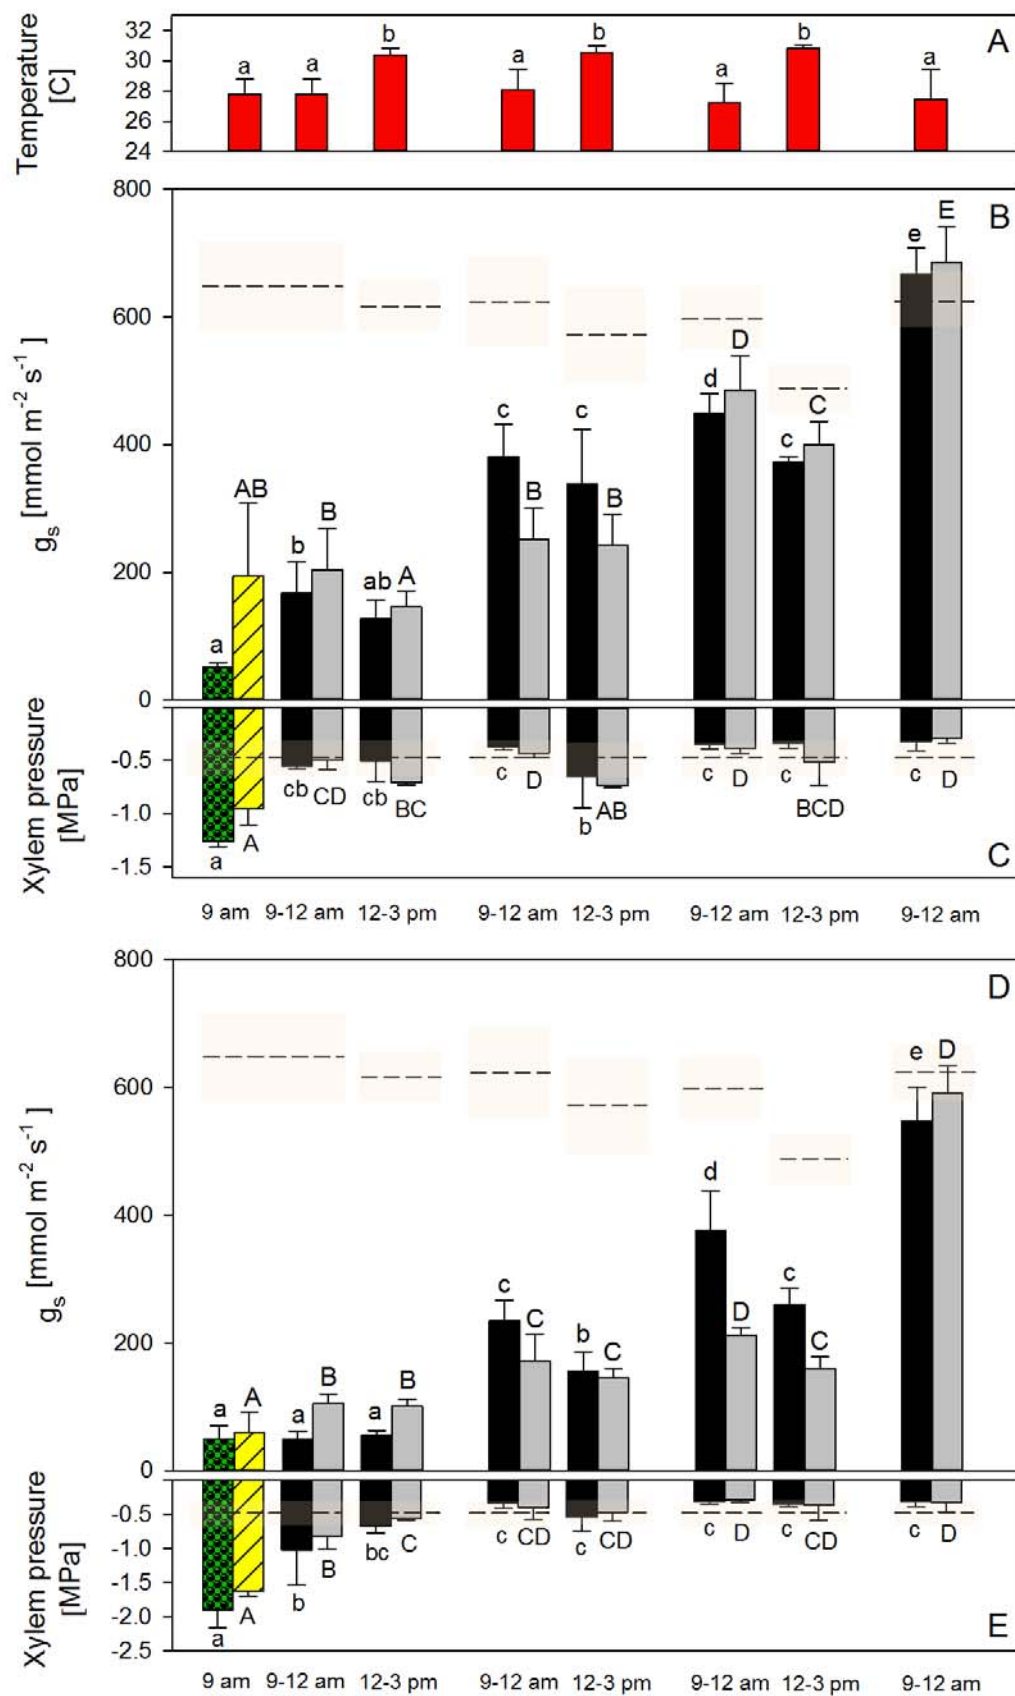 Temperature
[C]
32
30
28
26
24
a
a
b
a
b
a
b
a
A
gs [mmol m-2 s-1 ]
800
600
400
200
0
a
AB
b
B
ab
A
c
B
c
B
d
D
c
C
e
E
B
Xylem pressure
[MPa]
-0.5
-1.0
-1.5
a
A
cb
CD
cb
BC
c
D
b
AB
c
D
c
BCD
c
D
C
9 am 9-12 am 12-3 pm 9-12 am 12-3 pm 9-12 am 12-3 pm 9-12 am
gs [mmol m-2 s-1 ]
800
600
400
200
0
a
A
a
B
a
B
c
C
b
C
d
D
c
C
e
D
D
Xylem pressure
[MPa]
-0.5
-1.0
-1.5
-2.0
-2.5
a
A
b
B
bc
C
c
CD
c
CD
c
D
c
CD
c
D
E
9 am 9-12 am 12-3 pm 9-12 am 12-3 pm 9-12 am 12-3 pm 9-12 am